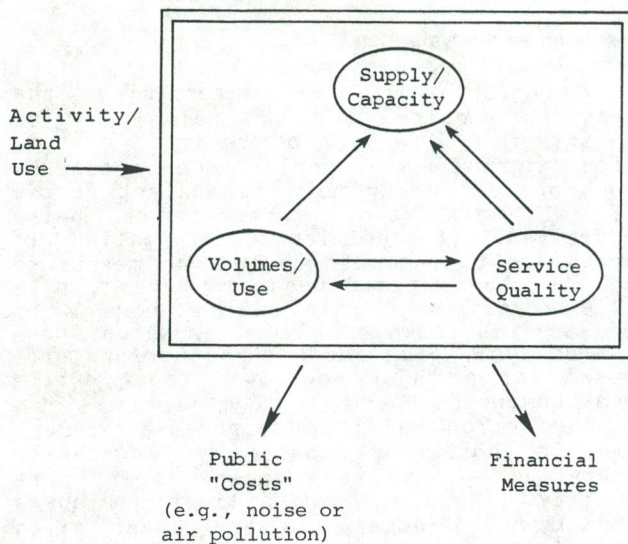 Supply/
Capacity
Activity/
Land
Use
Volumes/
Use
Service
Quality
Public
"Costs"
(e.g., noise or
air pollution)
Financial
Measures